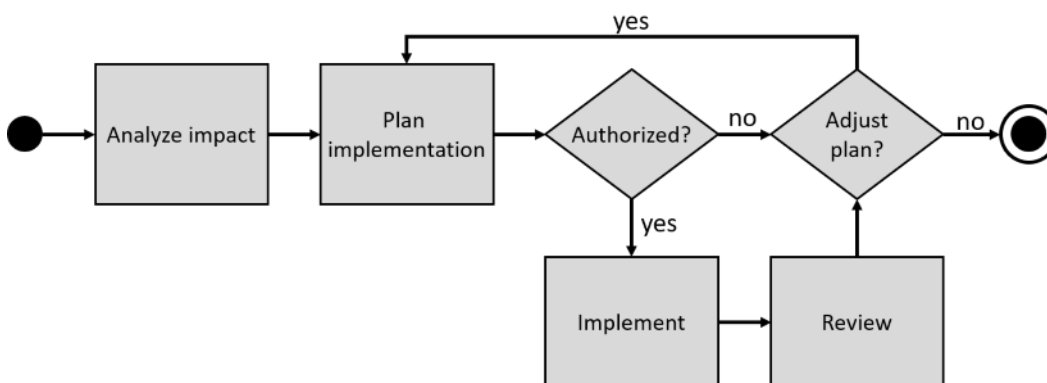 yes
Analyze impact
Plan
implementation
Authorized?
no
Adjust
plan?
no
yes
Implement
Review